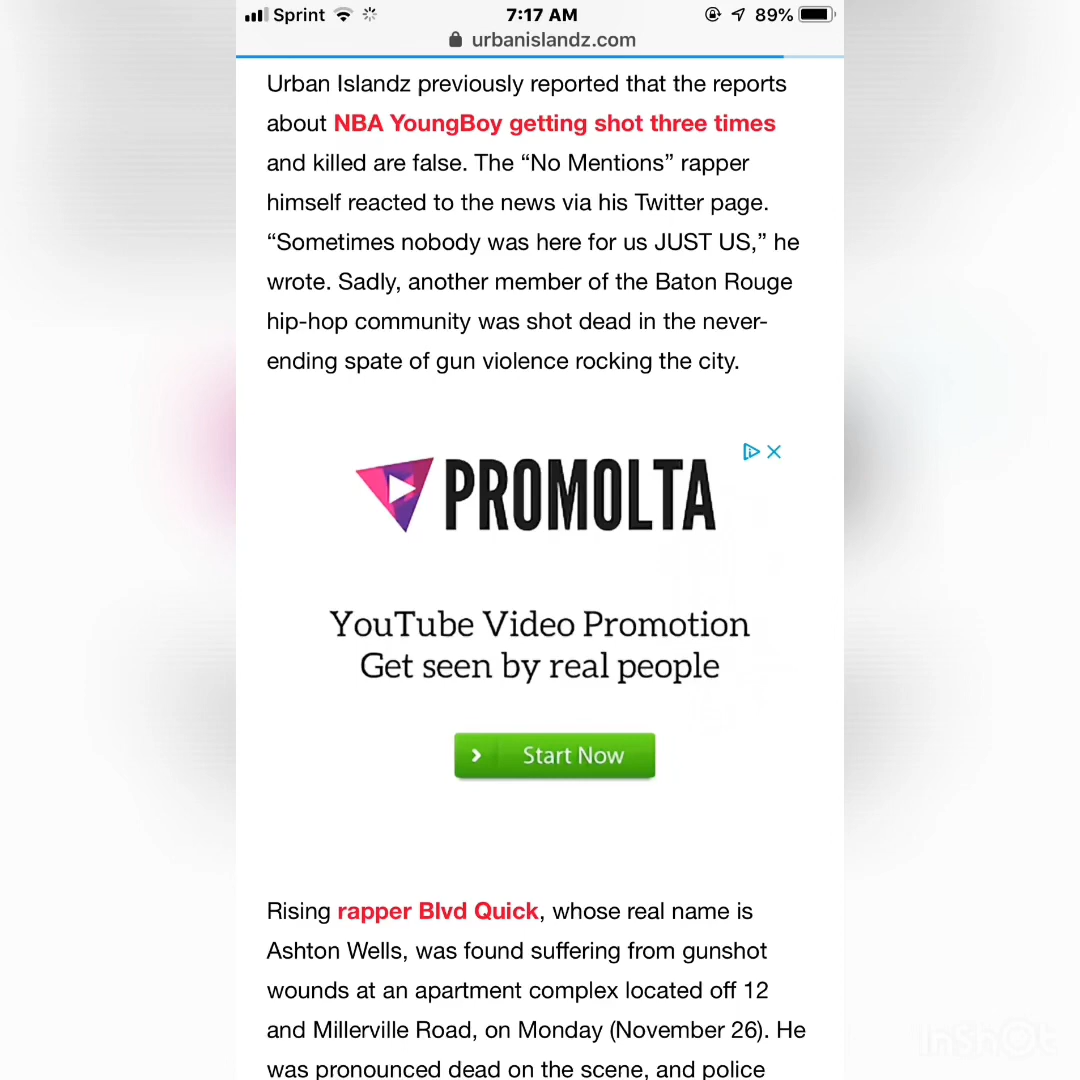 Sprint 7:17 AM 89%
urbanislandz.com
Urban Islandz previously reported that the reports
about NBA YoungBoy getting shot three times
and killed are false. The “No Mentions” rapper
himself reacted to the news via his Twitter page.
“Sometimes nobody was here for us JUST US,” he
wrote. Sadly, another member of the Baton Rouge
hip-hop community was shot dead in the never-
ending spate of gun violence rocking the city.
PROMOLTA
YouTube Video Promotion
Get seen by real people
Start Now
Rising rapper Blvd Quick, whose real name is
Ashton Wells, was found suffering from gunshot
wounds at an apartment complex located off 12
and Millerville Road, on Monday (November 26). He
was pronounced dead on the scene, and police
InShot